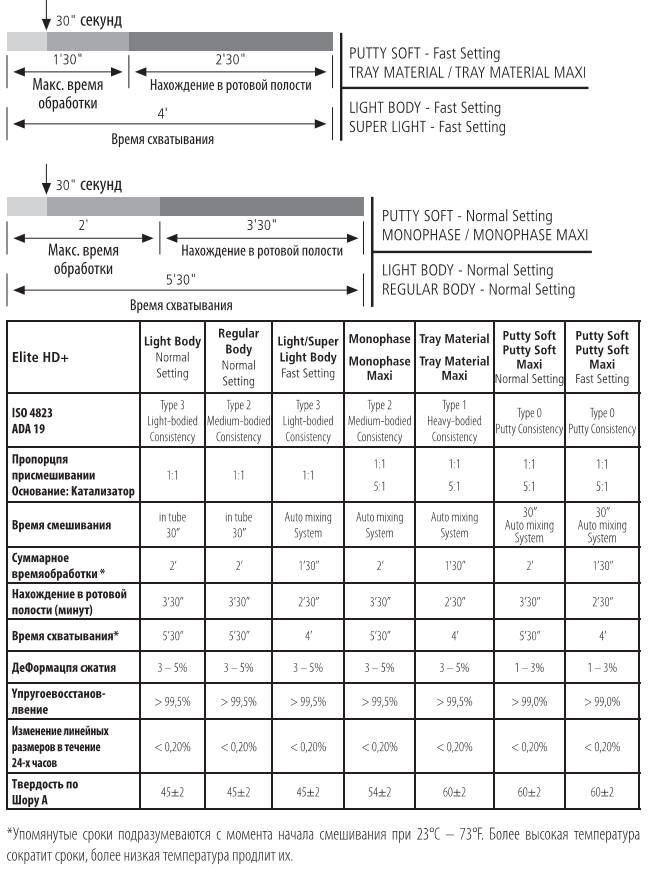 30" секунд
1'30"
2'30"
Макс. время
обработки
Нахождение в ротовой полости
4'
Время схватывания
PUTTY SOFT - Fast Setting
TRAY MATERIAL / TRAY MATERIAL MAXI
LIGHT BODY - Fast Setting
SUPER LIGHT - Fast Setting
30" секунд
2'
3'30"
Макс. время
обработки
Нахождение в ротовой полости
5'30"
Время схватывания
PUTTY SOFT - Normal Setting
MONOPHASE / MONOPHASE MAXI
LIGHT BODY - Normal Setting
REGULAR BODY - Normal Setting
Elite HD+
Light Body
Normal
Setting
Regular
Body
Normal
Setting
Light/Super
Light Body
Fast Setting
Monophase
Monophase
Maxi
Tray Material
Tray Material
Maxi
Putty Soft
Putty Soft
Maxi
Normal Setting
Putty Soft
Putty Soft
Maxi
Fast Setting
ISO 4823
ADA 19
Type 3
Light-bodied
Consistency
Type 2
Medium-bodied
Consistency
Type 3
Light-bodied
Consistency
Type 2
Medium-bodied
Consistency
Type 1
Heavy-bodied
Consistency
Type 0
Putty Consistency
Type 0
Putty Consistency
Пропорцпя
присмешивании
Основание: Катализатор
1:1
1:1
1:1
1:1
5:1
1:1
5:1
1:1
5:1
1:1
5:1
Время смешивания
in tube
30”
in tube
30”
Auto mixing
System
Auto mixing
System
Auto mixing
System
30”
Auto mixing
System
30”
Auto mixing
System
Суммарное
времяобработки *
2’
2’
1’30”
2’
1’30”
2’
1’30”
Нахождение в ротовой
полости (минут)
3’30”
3’30”
2’30”
3’30”
2’30”
3’30”
2’30”
Время схватывания*
5’30”
5’30”
4’
5’30”
4’
5’30”
4’
ДеФормацпя сжатия
3 – 5%
3 – 5%
3 – 5%
3 – 5%
3 – 5%
1 – 3%
1 – 3%
Yпругоевосстанов-
лвение
> 99,5%
> 99,5%
> 99,5%
> 99,5%
> 99,5%
> 99,0%
> 99,0%
Изменение линейных
размеров в течение
24-х часов
< 0,20%
< 0,20%
< 0,20%
< 0,20%
< 0,20%
< 0,20%
< 0,20%
Твердость по
Шору А
45±2
45±2
45±2
54±2
60±2
60±2
60±2
*Упомянутые сроки подразумеваются с момента начала смешивания при 23°C – 73°F. Более высокая температура
сократит сроки, более низкая температура продлит их.